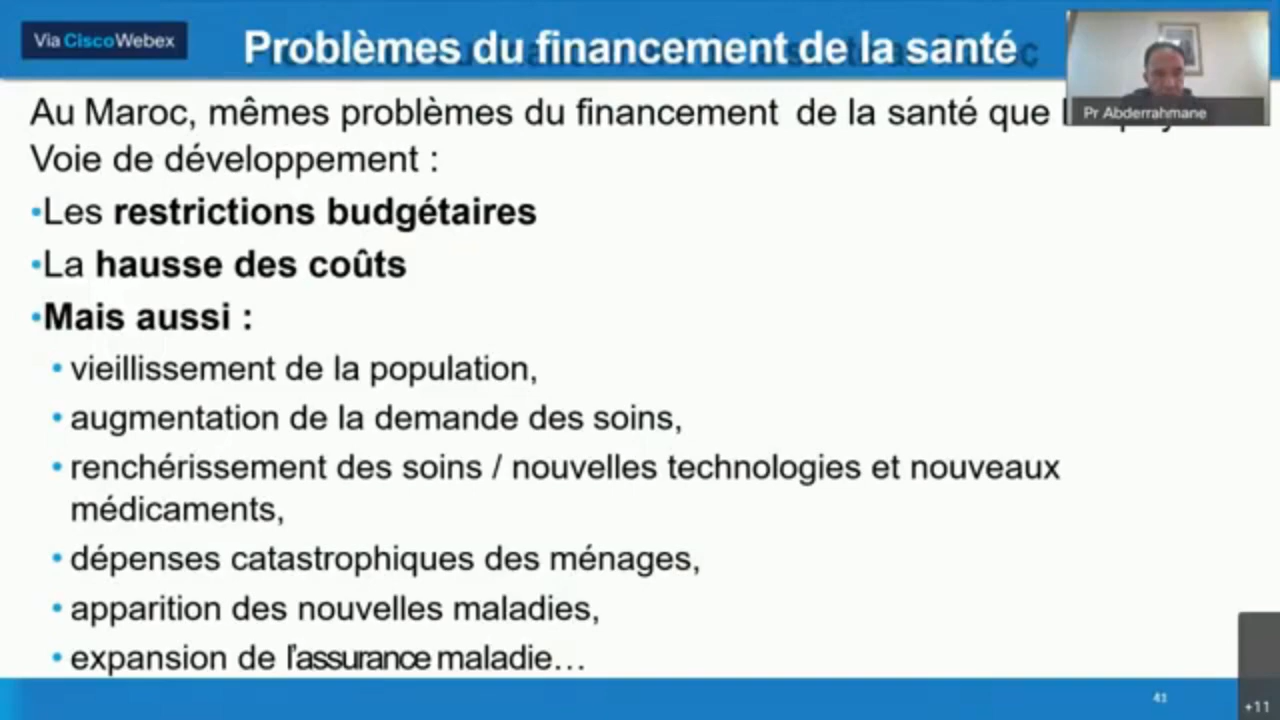 Via CiscoWebex
Problèmes du financement de la santé
Pr Abderrahmane
Au Maroc, mêmes problèmes du financement de la santé que
Voie de développement :
•Les restrictions budgétaires
•La hausse des coûts
•Mais aussi :
• vieillissement de la population,
• augmentation de la demande des soins,
• renchérissement des soins / nouvelles technologies et nouveaux
médicaments,
• dépenses catastrophiques des ménages,
• apparition des nouvelles maladies,
• expansion de l'assurance maladie…
41
+11